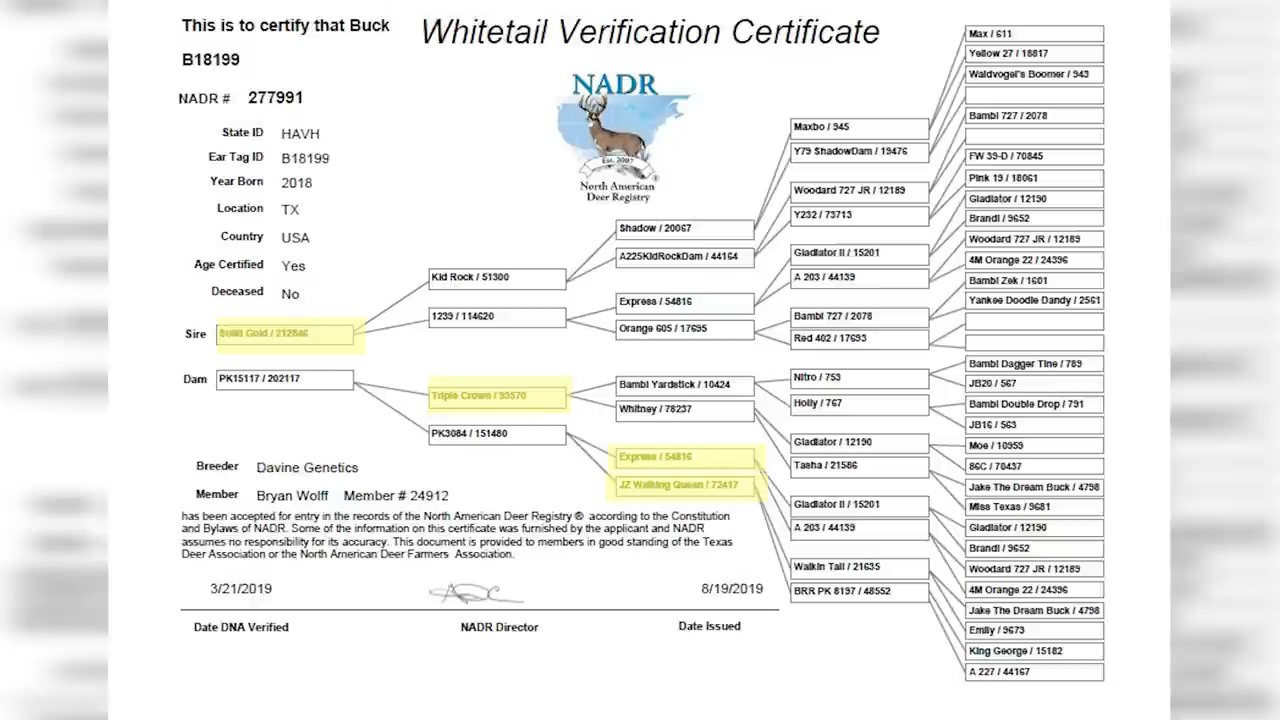 This is to certify that Buck
B18199
NADR # 277991
Whitetail Verification Certificate
NADR
Est. 2007
North American
Deer Registry
State ID HAVH
Ear Tag ID B18199
Year Born 2018
Location TX
Country USA
Age Certified Yes
Deceased No
Sire Solid Gold / 212846
Dam PK15117 / 202117
Kid Rock / 51300
1239 / 114620
Triple Crown / 93570
PK3084 / 151480
Shadow / 20067
A225KidRockDam / 44164
Express / 54816
Orange 605 / 17695
Bambi Yardstick / 10424
Whitney / 78237
Express / 54816
JZ Walking Queen / 72417
Maxbo / 945
Y79 ShadowDam / 19476
Woodard 727 JR / 12189
Y232 / 73713
Gladiator II / 15201
A 203 / 44139
Bambi 727 / 2078
Red 402 / 17693
Nitro / 753
Holly / 767
Gladiator / 12190
Tasha / 21586
Gladiator II / 15201
A 203 / 44139
Walkin Tall / 21635
BRR PK 8197 / 48552
Max / 611
Yellow 27 / 18817
Waldvogel's Boomer / 943
Bambi 727 / 2078
FW 39-D / 70845
Pink 19 / 18061
Gladiator / 12190
Brandi / 9652
Woodard 727 JR / 12189
4M Orange 22 / 24396
Bambi Zek / 1601
Yankee Doodle Dandy / 2561
Bambi Dagger Tine / 789
JB20 / 567
Bambi Double Drop / 791
JB16 / 563
Moe / 10959
86C / 70437
Jake The Dream Buck / 4798
Miss Texas / 9681
Gladiator / 12190
Brandi / 9652
Woodard 727 JR / 12189
4M Orange 22 / 24396
Jake The Dream Buck / 4798
Emily / 9673
King George / 15182
A 227 / 44167
Breeder Davine Genetics
Member Bryan Wolff Member # 24912
has been accepted for entry in the records of the North American Deer Registry ® according to the Constitution
and Bylaws of NADR. Some of the information on this certificate was furnished by the applicant and NADR
assumes no responsibility for its accuracy. This document is provided to members in good standing of the Texas
Deer Association or the North American Deer Farmers Association.
3/21/2019 8/19/2019
Date DNA Verified NADR Director Date Issued